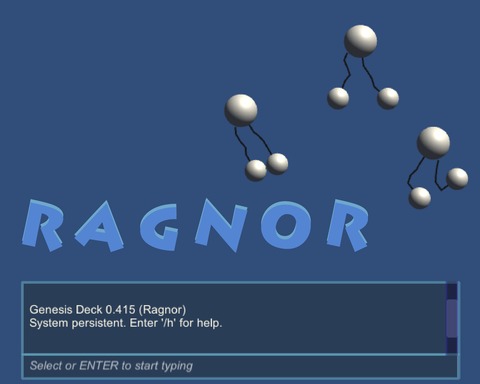 RAGNOR
Genesis Deck 0.415 (Ragnor)
System persistent. Enter '/h' for help.
Select or ENTER to start typing